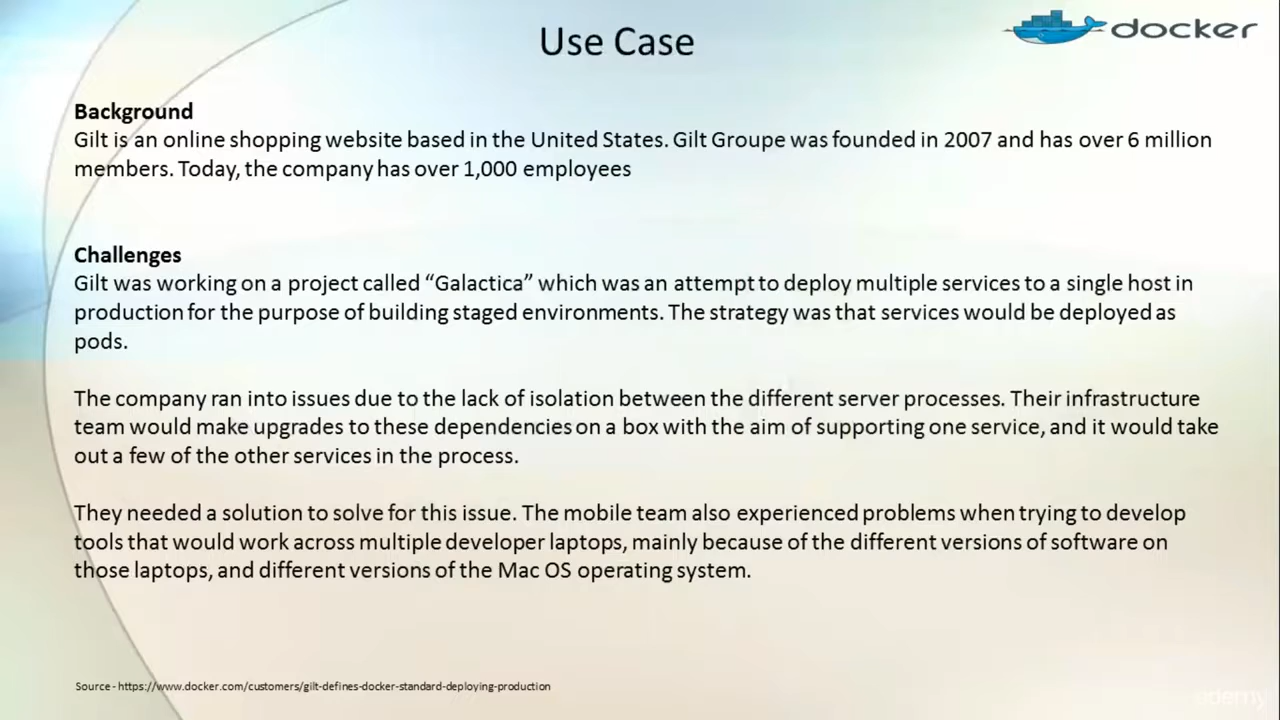 Use Case
docker
Background
Gilt is an online shopping website based in the United States. Gilt Groupe was founded in 2007 and has over 6 million
members. Today, the company has over 1,000 employees
Challenges
Gilt was working on a project called “Galactica” which was an attempt to deploy multiple services to a single host in
production for the purpose of building staged environments. The strategy was that services would be deployed as
pods.
The company ran into issues due to the lack of isolation between the different server processes. Their infrastructure
team would make upgrades to these dependencies on a box with the aim of supporting one service, and it would take
out a few of the other services in the process.
They needed a solution to solve for this issue. The mobile team also experienced problems when trying to develop
tools that would work across multiple developer laptops, mainly because of the different versions of software on
those laptops, and different versions of the Mac OS operating system.
Source - https://www.docker.com/customers/gilt-defines-docker-standard-deploying-production
udemy